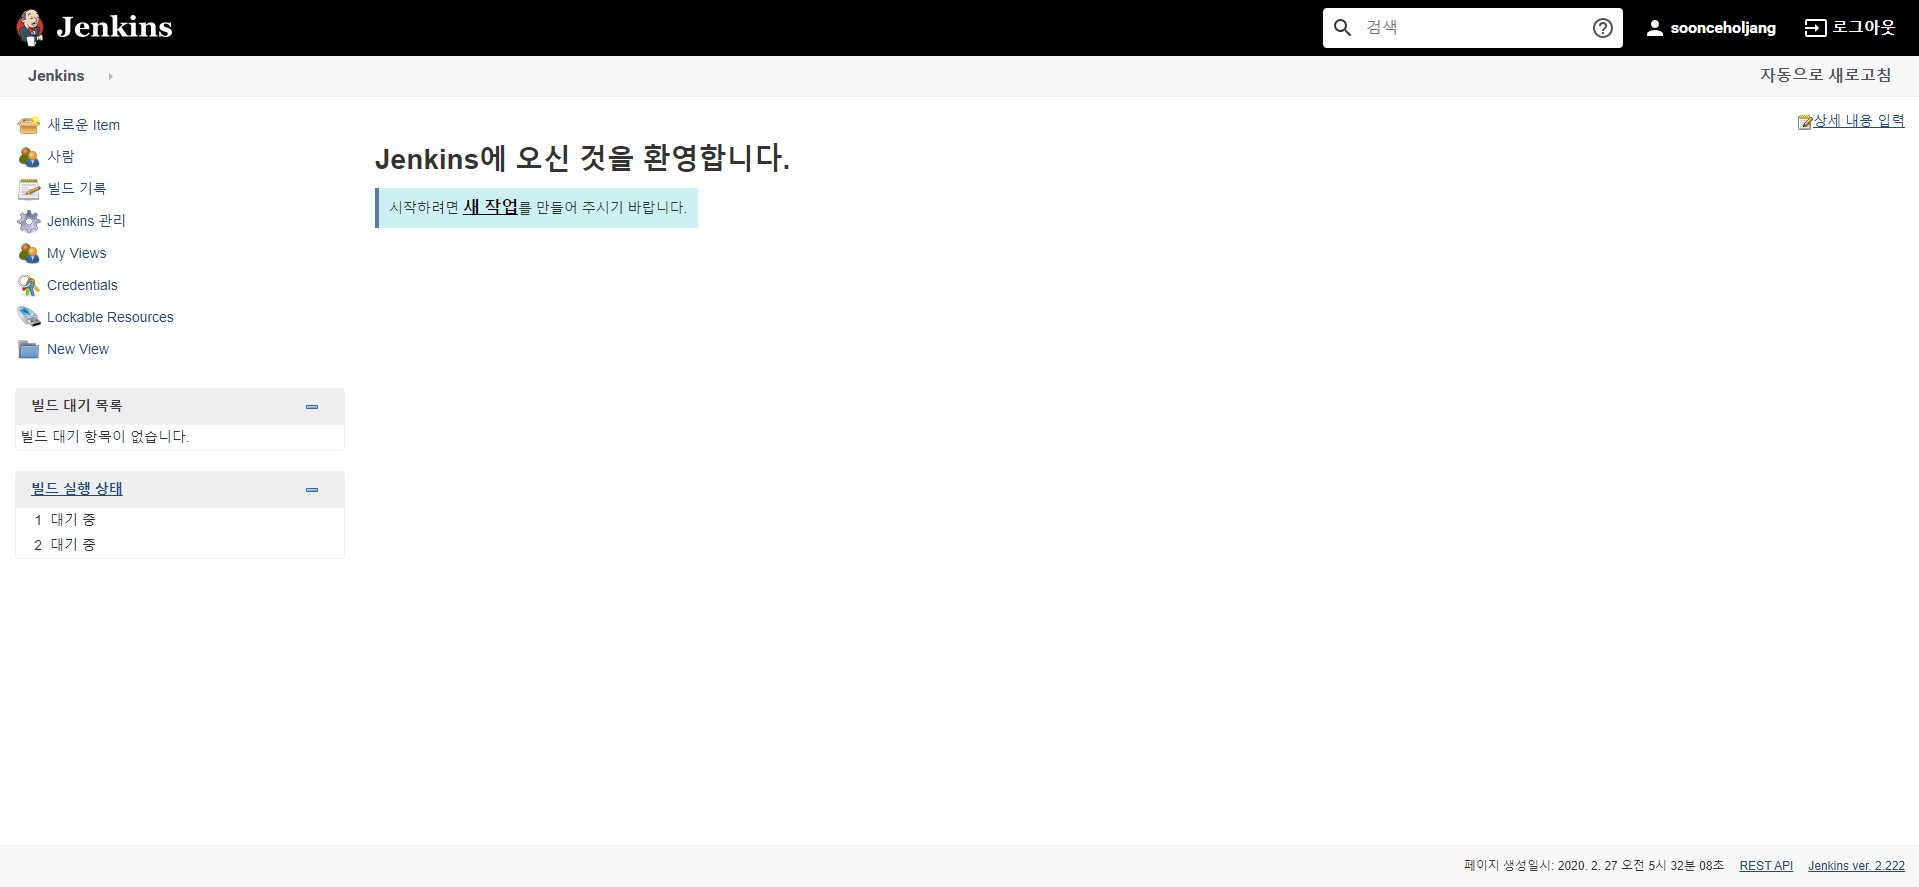 Jenkins
검색
soonceholjang
로그아웃
Jenkins
자동으로 새로고침
새로운 Item
사람
빌드 기록
Jenkins 관리
My Views
Credentials
Lockable Resources
New View
빌드 대기 목록
빌드 대기 항목이 없습니다.
빌드 실행 상태
1 대기 중
2 대기 중
상세 내용 입력
Jenkins에 오신 것을 환영합니다.
시작하려면 새 작업를 만들어 주시기 바랍니다.
페이지 생성일시: 2020. 2. 27 오전 5시 32분 08초 REST API Jenkins ver. 2.222